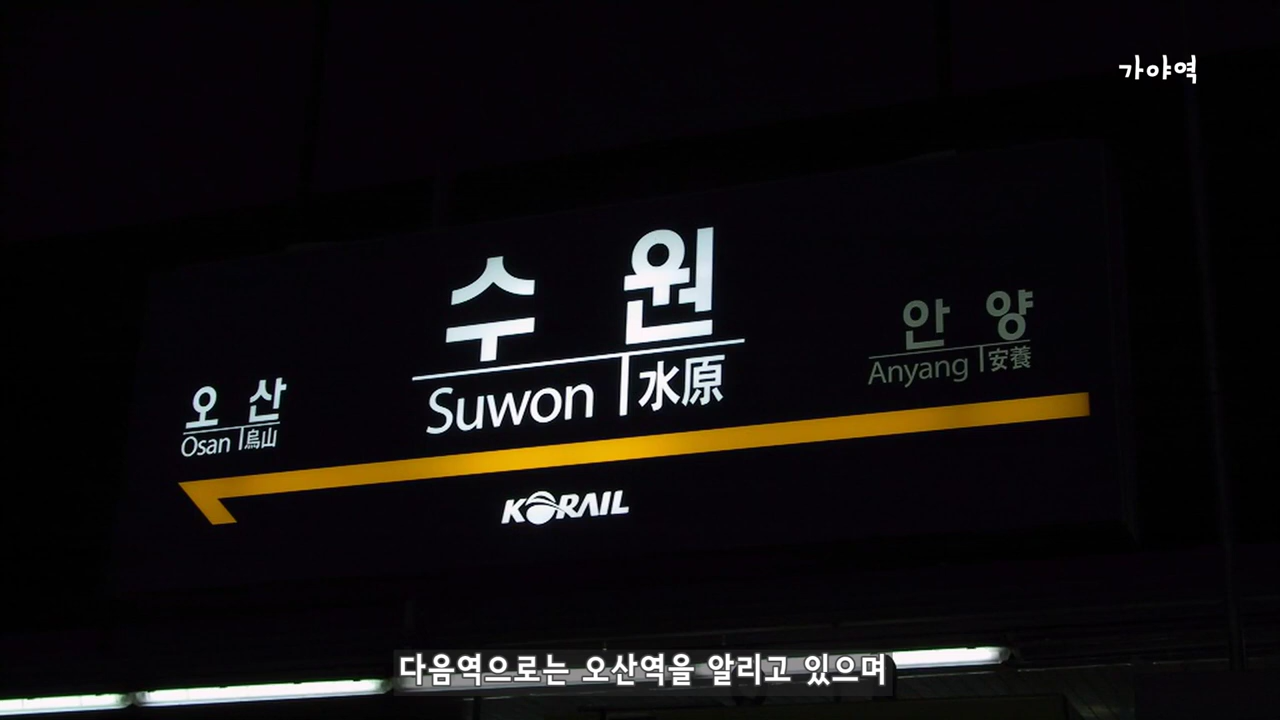 가야역
수원
Suwon 水原
안양
Anyang 安養
오산
Osan 烏山
KORAIL
다음역으로는 오산역을 알리고 있으며